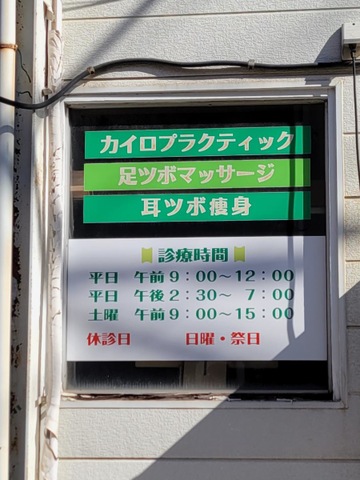 カイロプラクティック
足ツボマッサージ
耳ツボ痩身
診療時間
平日 午前 9:00〜12:00
平日 午後 2:30〜 7:00
土曜 午前 9:00〜15:00
休診日 日曜・祭日